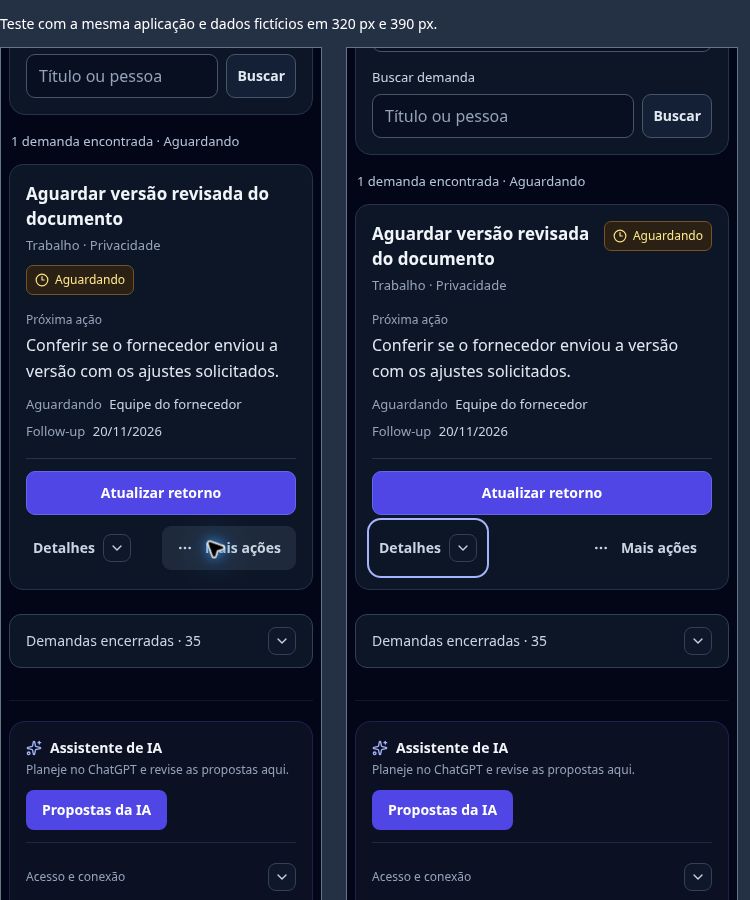 Teste com a mesma aplicação e dados fictícios em 320 px e 390 px.
Título ou pessoa
Buscar
1 demanda encontrada · Aguardando
Aguardar versão revisada do
documento
Trabalho · Privacidade
Aguardando
Próxima ação
Conferir se o fornecedor enviou a
versão com os ajustes solicitados.
Aguardando Equipe do fornecedor
Follow-up 20/11/2026
Atualizar retorno
Detalhes
··· Mais ações
Demandas encerradas · 35
Assistente de IA
Planeje no ChatGPT e revise as propostas aqui.
Propostas da IA
Acesso e conexão
Buscar demanda
Título ou pessoa
Buscar
1 demanda encontrada · Aguardando
Aguardar versão revisada
do documento
Aguardando
Trabalho · Privacidade
Próxima ação
Conferir se o fornecedor enviou a versão
com os ajustes solicitados.
Aguardando Equipe do fornecedor
Follow-up 20/11/2026
Atualizar retorno
Detalhes
··· Mais ações
Demandas encerradas · 35
Assistente de IA
Planeje no ChatGPT e revise as propostas aqui.
Propostas da IA
Acesso e conexão